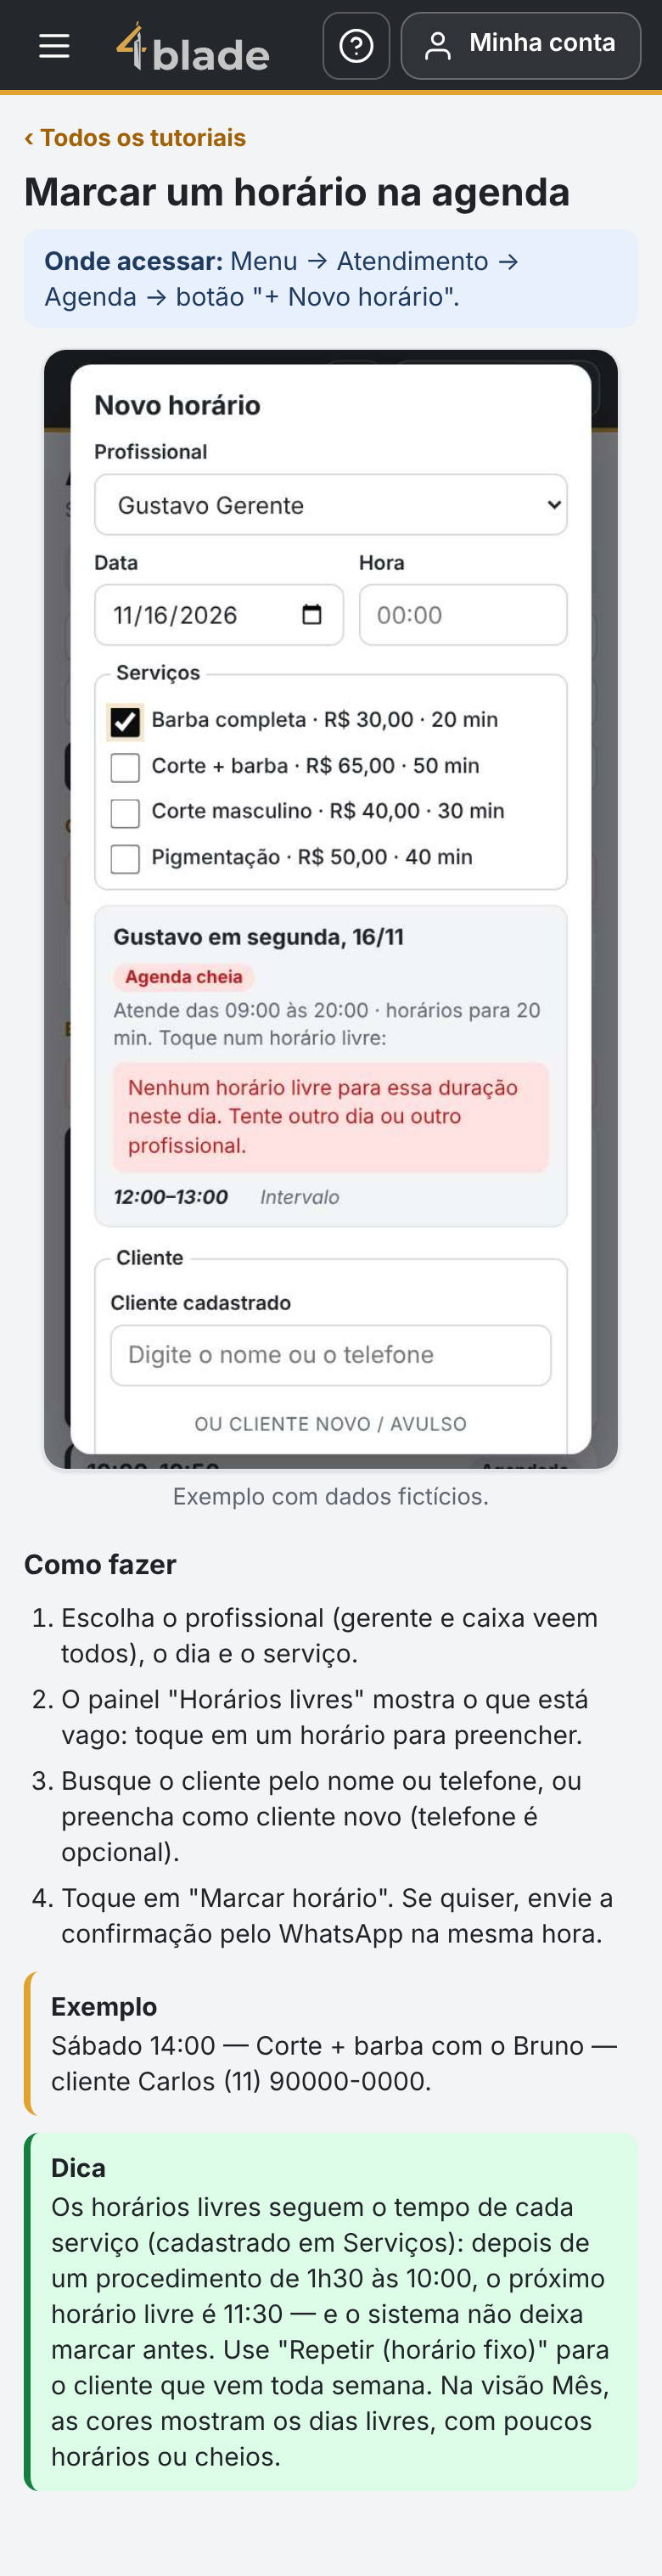 4blade
Minha conta
‹ Todos os tutoriais
Marcar um horário na agenda
Onde acessar: Menu → Atendimento →
Agenda → botão "+ Novo horário".
Novo horário
Profissional
Gustavo Gerente
Data
Hora
11/16/2026
00:00
Serviços
Barba completa · R$ 30,00 · 20 min
Corte + barba · R$ 65,00 · 50 min
Corte masculino · R$ 40,00 · 30 min
Pigmentação · R$ 50,00 · 40 min
Gustavo em segunda, 16/11
Agenda cheia
Atende das 09:00 às 20:00 · horários para 20
min. Toque num horário livre:
Nenhum horário livre para essa duração
neste dia. Tente outro dia ou outro
profissional.
12:00–13:00 Intervalo
Cliente
Cliente cadastrado
Digite o nome ou o telefone
OU CLIENTE NOVO / AVULSO
Exemplo com dados fictícios.
Como fazer
1. Escolha o profissional (gerente e caixa veem
todos), o dia e o serviço.
2. O painel "Horários livres" mostra o que está
vago: toque em um horário para preencher.
3. Busque o cliente pelo nome ou telefone, ou
preencha como cliente novo (telefone é
opcional).
4. Toque em "Marcar horário". Se quiser, envie a
confirmação pelo WhatsApp na mesma hora.
Exemplo
Sábado 14:00 — Corte + barba com o Bruno —
cliente Carlos (11) 90000-0000.
Dica
Os horários livres seguem o tempo de cada
serviço (cadastrado em Serviços): depois de
um procedimento de 1h30 às 10:00, o próximo
horário livre é 11:30 — e o sistema não deixa
marcar antes. Use "Repetir (horário fixo)" para
o cliente que vem toda semana. Na visão Mês,
as cores mostram os dias livres, com poucos
horários ou cheios.